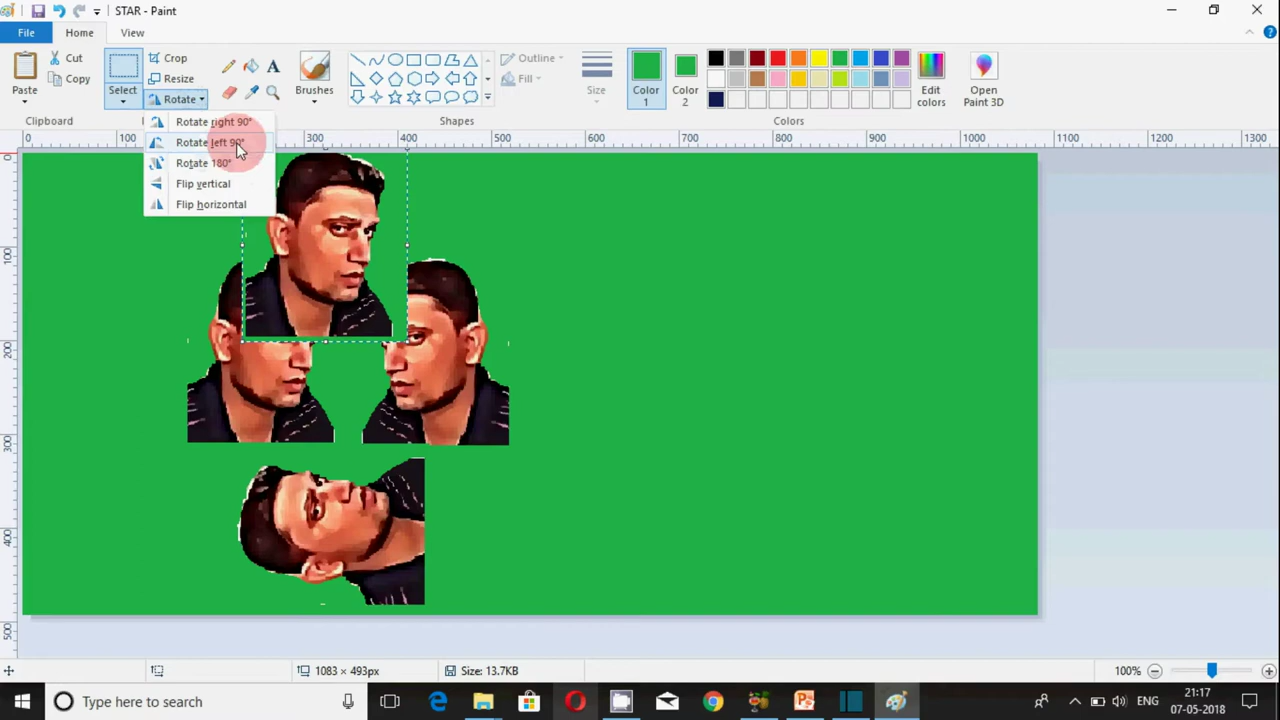 STAR - Paint
File Home View
Paste
Cut
Copy
Select
Crop
Resize
Rotate
A
Brushes
Outline
Fill
Size
Color 1
Color 2
Edit colors
Open Paint 3D
Clipboard
Shapes
Colors
Rotate right 90°
Rotate left 90°
Rotate 180°
Flip vertical
Flip horizontal
0 100 300 400 500 600 700 800 900 1000 1100 1200 1300
0
100
200
300
400
500
1083 × 493px
Size: 13.7KB
100%
Type here to search
ENG
21:17
07-05-2018